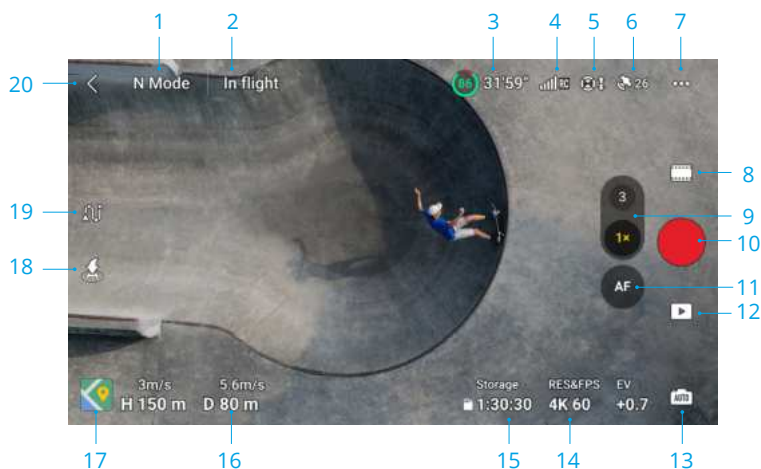 1 2 3 4 5 6 7
20 N Mode In flight 86 31'59" RC 26
8
3
19 9
1× 10
18 AF 11
12
3m/s 5.6m/s Storage RES&FPS EV AUTO
H 150 m D 80 m 1:30:30 4K 60 +0.7
17 16 15 14 13